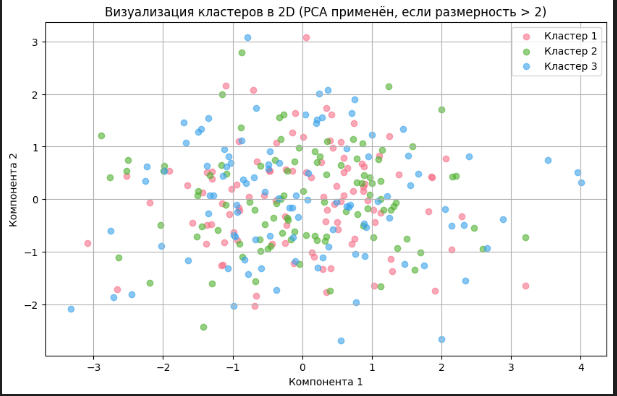 Визуализация кластеров в 2D (PCA применён, если размерность > 2)
Кластер 1
Кластер 2
Кластер 3
Компонента 2
3
2
1
0
−1
−2
−3
−2
−1
0
1
2
3
4
Компонента 1